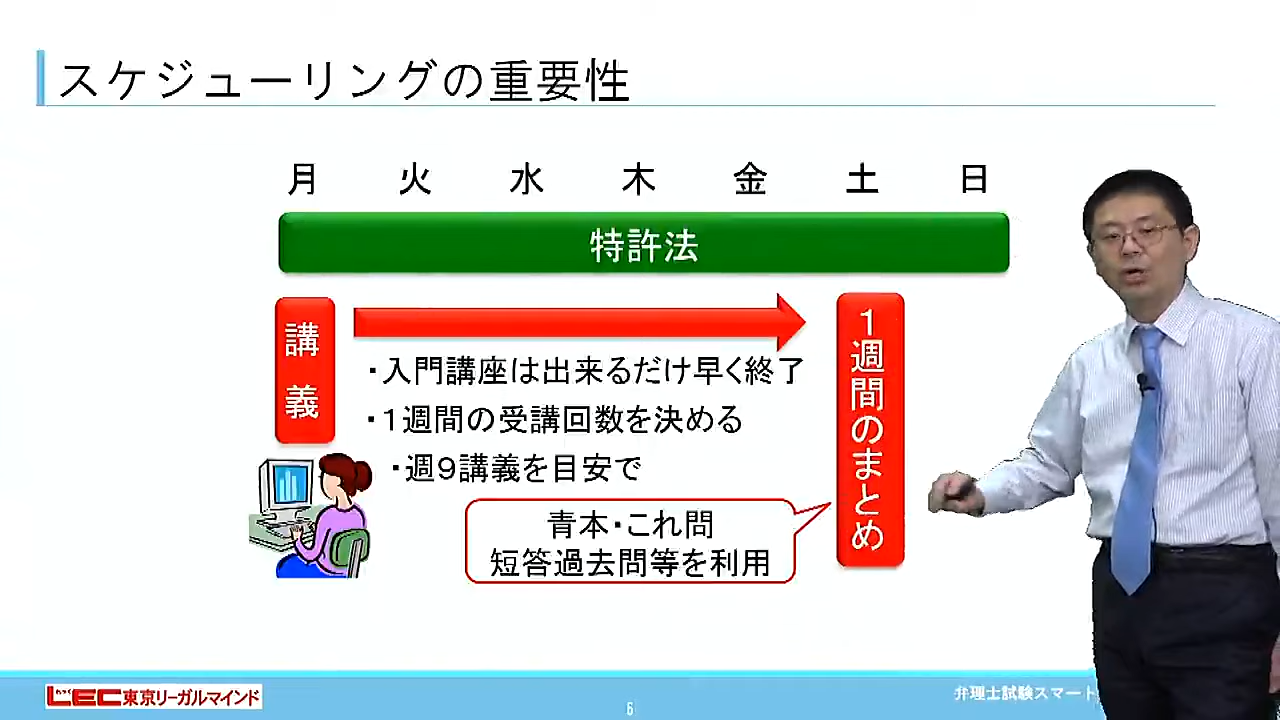 スケジューリングの重要性
月 火 水 木 金 土 日
特許法
講義
・入門講座は出来るだけ早く終了
・１週間の受講回数を決める
・週９講義を目安で
青本・これ問
短答過去問等を利用
１週間のまとめ
LEC東京リーガルマインド
6
弁理士試験スマート